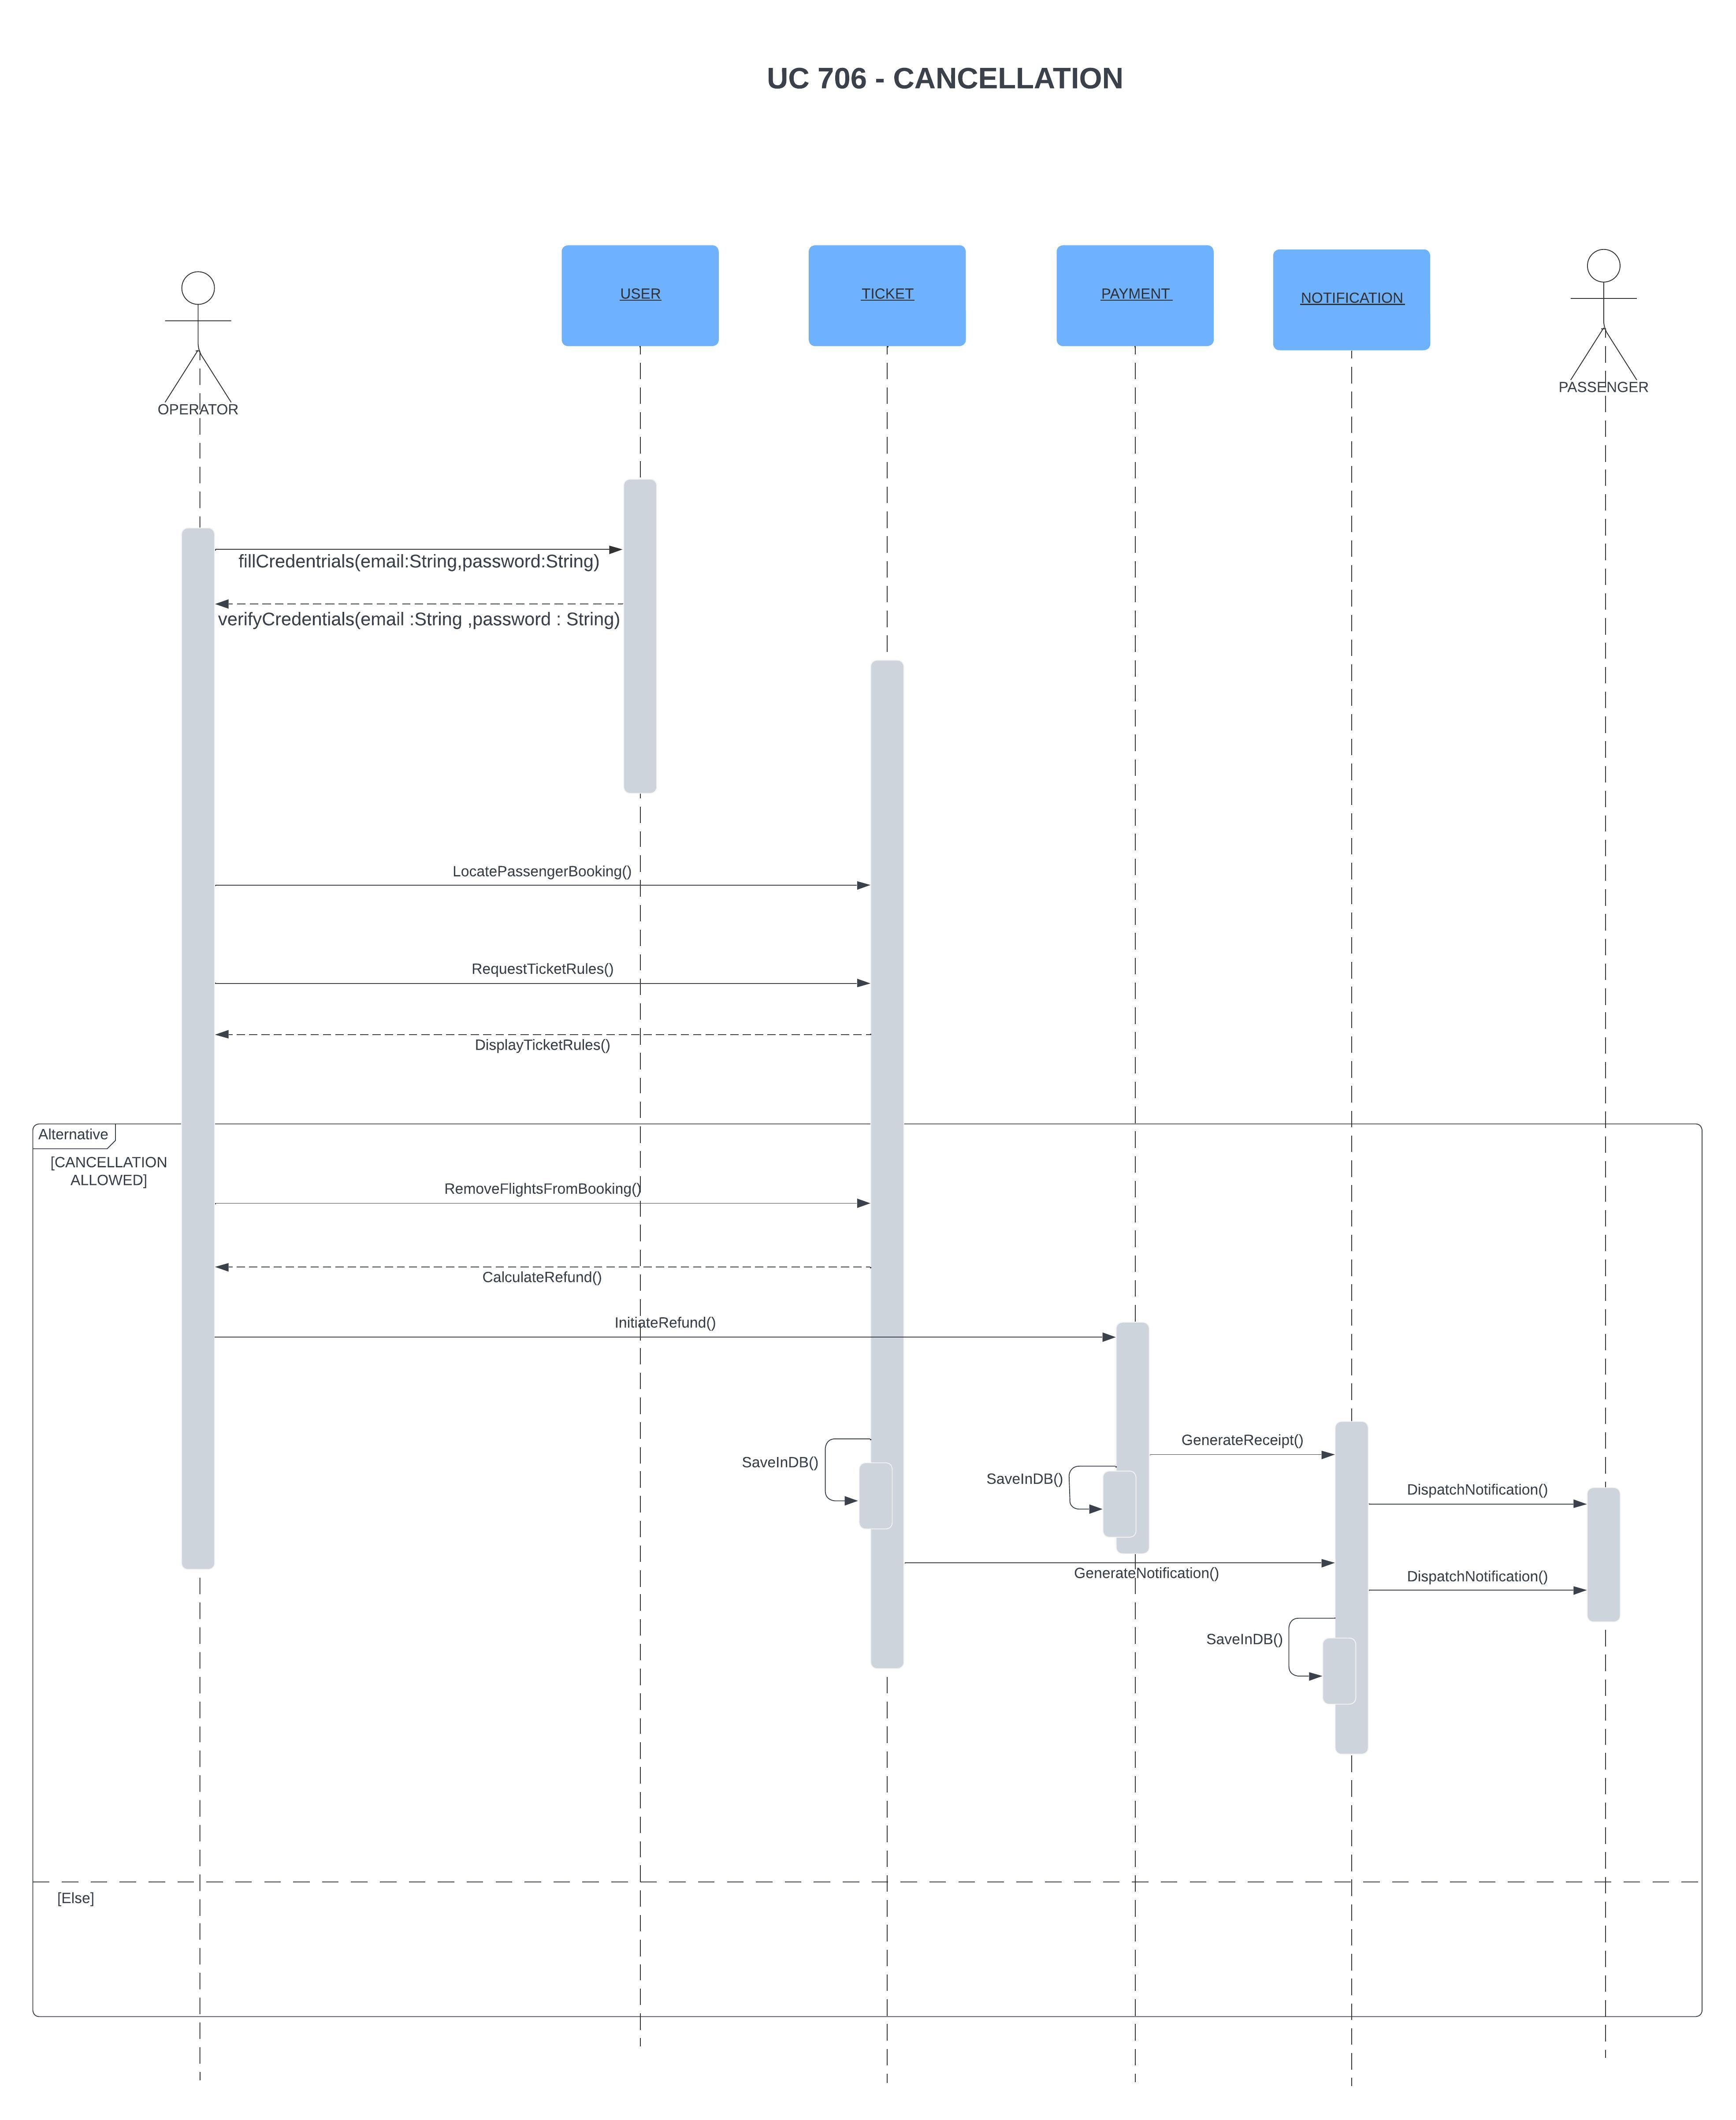 UC 706 - CANCELLATION
OPERATOR
USER
TICKET
PAYMENT
NOTIFICATION
PASSENGER
fillCredentrials(email:String,password:String)
verifyCredentials(email :String ,password : String)
LocatePassengerBooking()
RequestTicketRules()
DisplayTicketRules()
Alternative
[CANCELLATION
ALLOWED]
RemoveFlightsFromBooking()
CalculateRefund()
InitiateRefund()
GenerateReceipt()
SaveInDB()
SaveInDB()
DispatchNotification()
GenerateNotification()
DispatchNotification()
SaveInDB()
[Else]